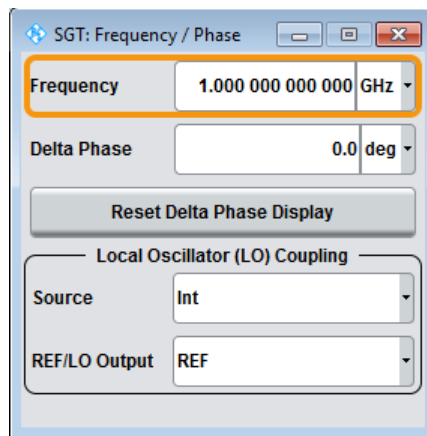 SGT: Frequency / Phase
Frequency 1.000 000 000 000 GHz
Delta Phase 0.0 deg
Reset Delta Phase Display
Local Oscillator (LO) Coupling
Source Int
REF/LO Output REF